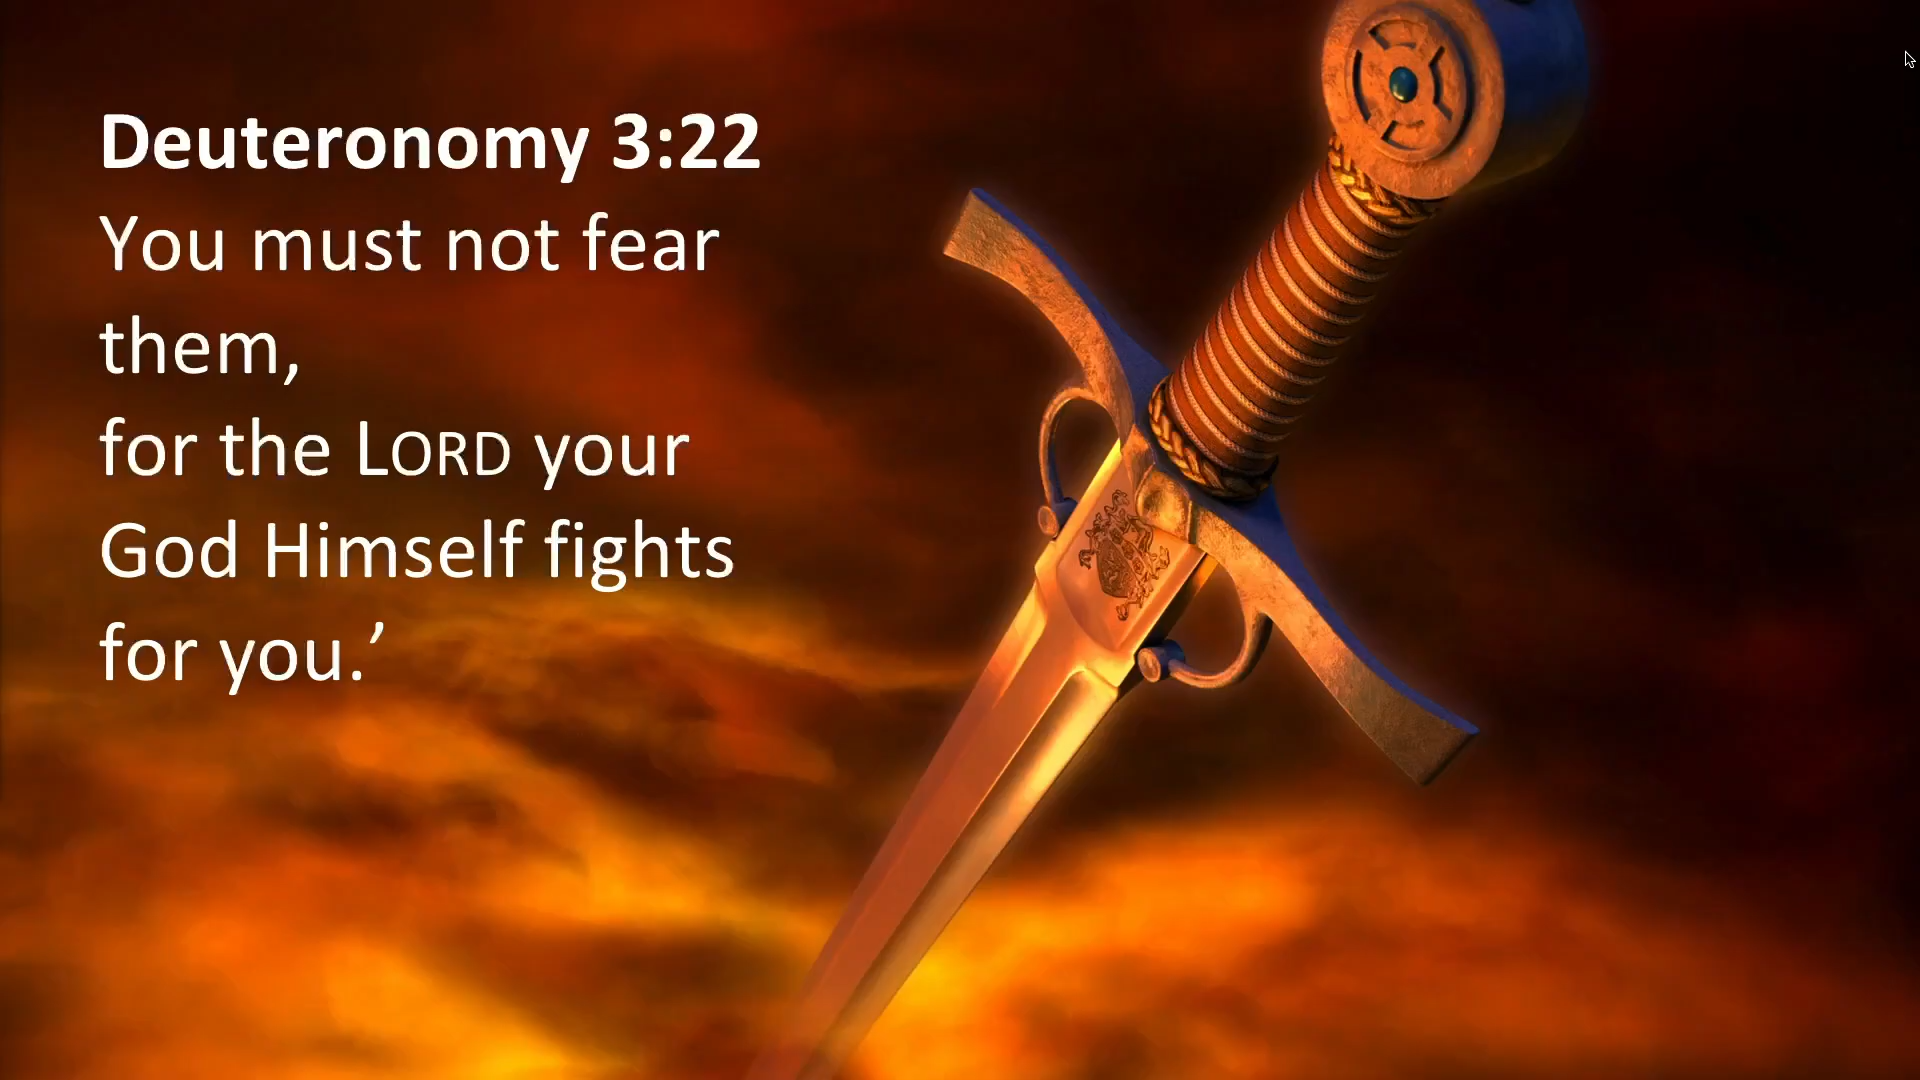 Deuteronomy 3:22
You must not fear
them,
for the LORD your
God Himself fights
for you.’